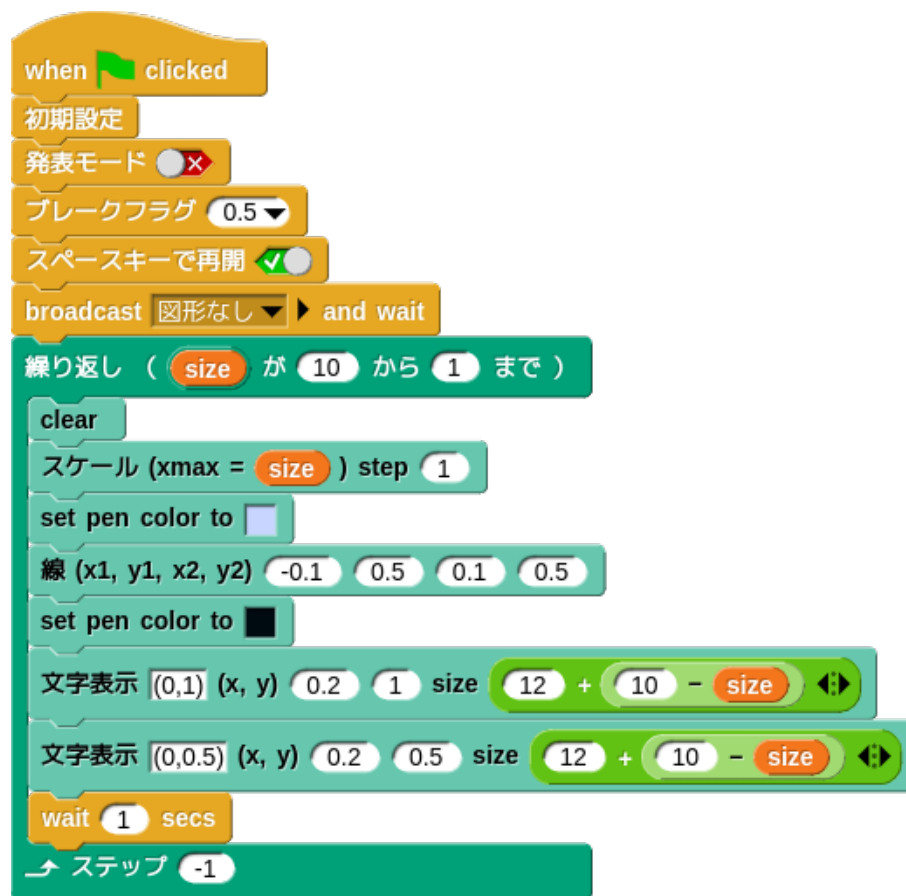 when clicked
初期設定
発表モード
ブレークフラグ 0.5
スペースキーで再開
broadcast 図形なし and wait
繰り返し ( size が 10 から 1 まで )
clear
スケール (xmax = size ) step 1
set pen color to
線 (x1, y1, x2, y2) -0.1 0.5 0.1 0.5
set pen color to
文字表示 (0,1) (x, y) 0.2 1 size 12 + 10 − size
文字表示 (0,0.5) (x, y) 0.2 0.5 size 12 + 10 − size
wait 1 secs
ステップ -1